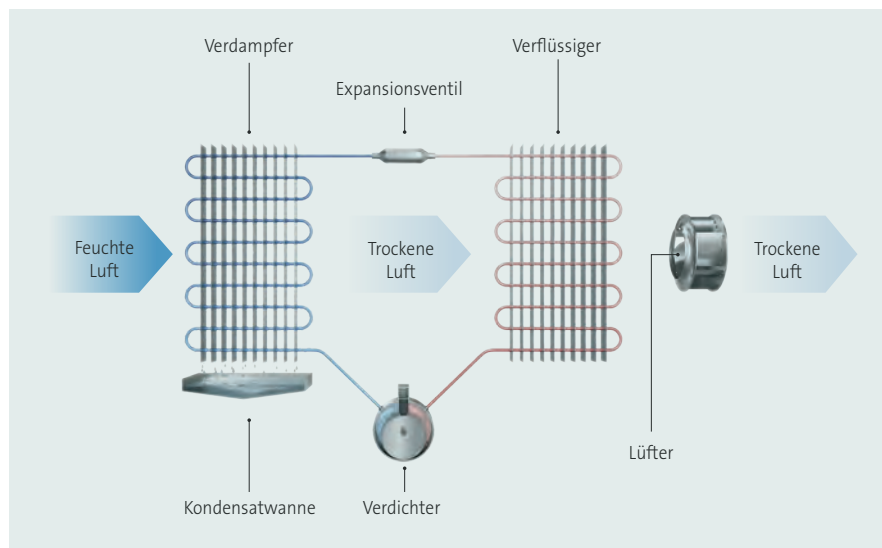 Verdampfer
Verflüssiger
Expansionsventil
Feuchte
Luft
Trockene
Luft
Trockene
Luft
Lüfter
Kondensatwanne
Verdichter